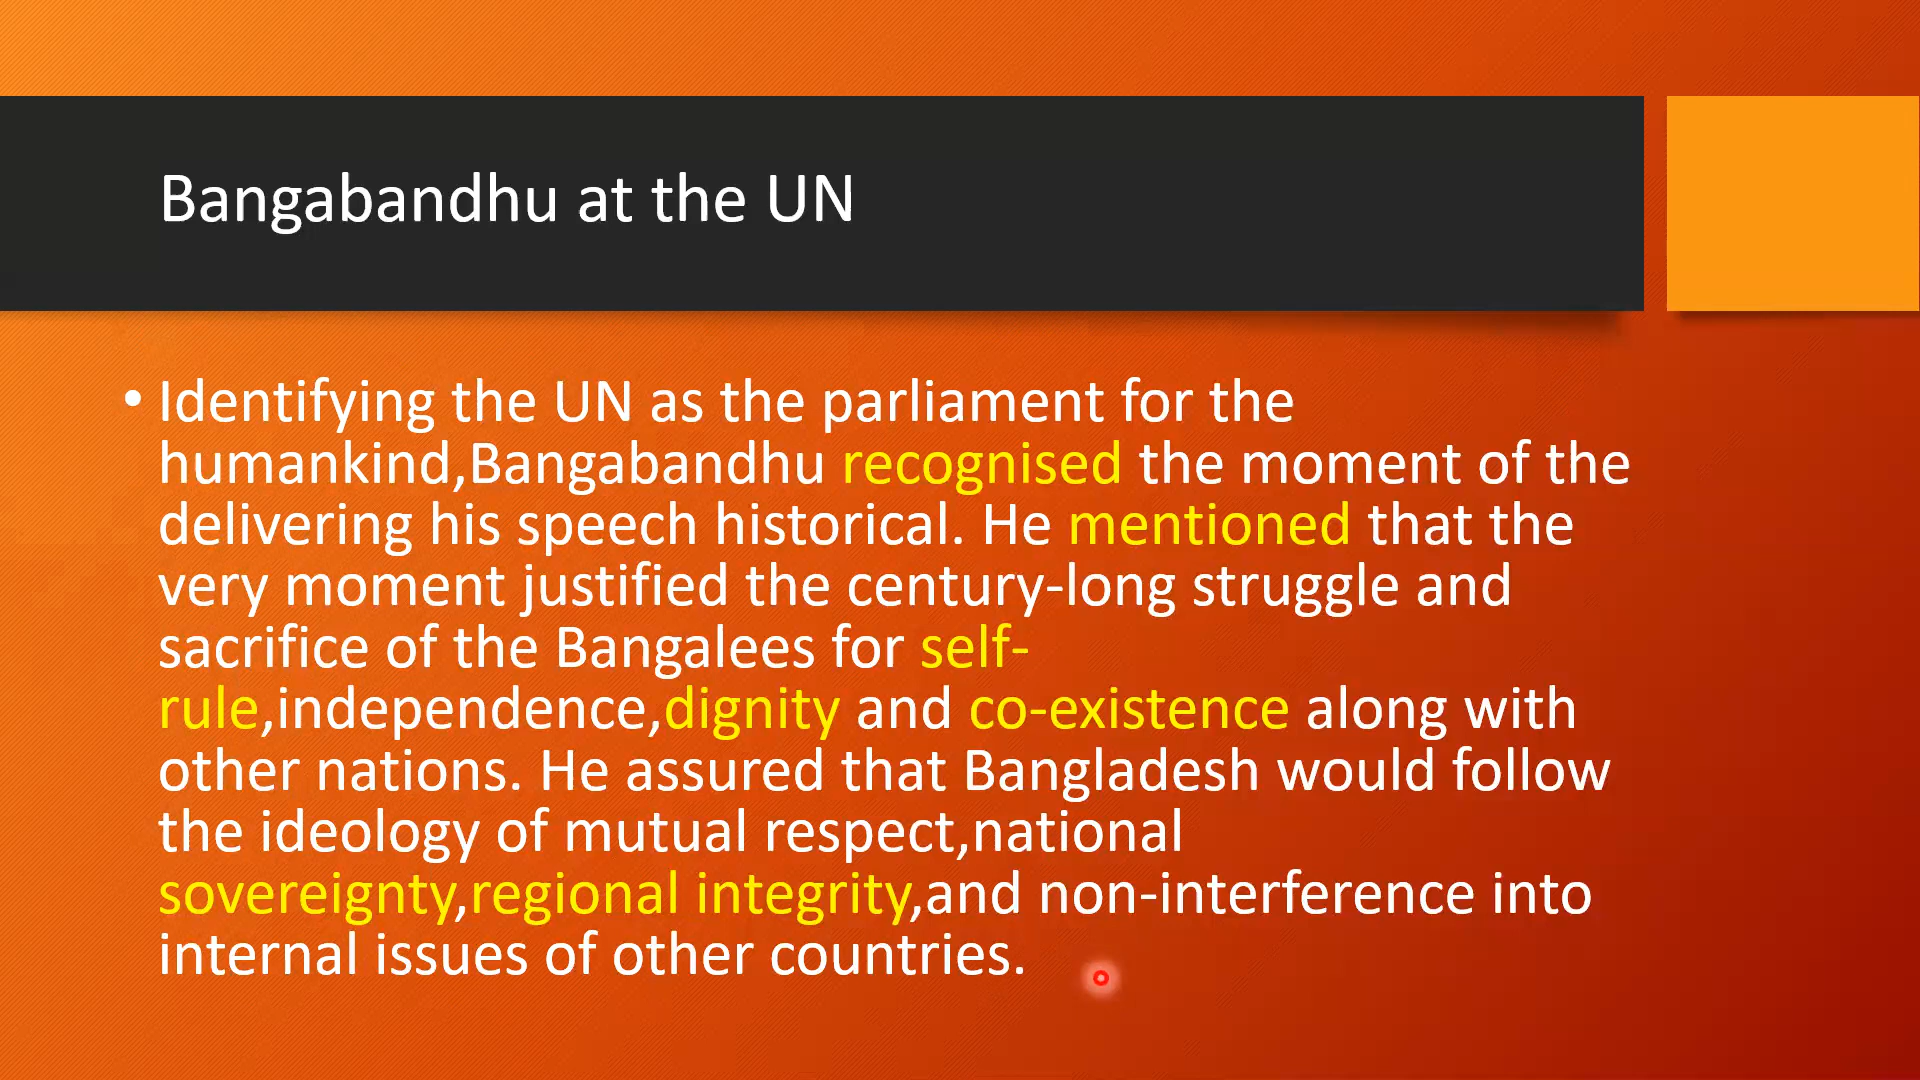 Bangabandhu at the UN
• Identifying the UN as the parliament for the
humankind,Bangabandhu recognised the moment of the
delivering his speech historical. He mentioned that the
very moment justified the century-long struggle and
sacrifice of the Bangalees for self-
rule,independence,dignity and co-existence along with
other nations. He assured that Bangladesh would follow
the ideology of mutual respect,national
sovereignty,regional integrity,and non-interference into
internal issues of other countries.